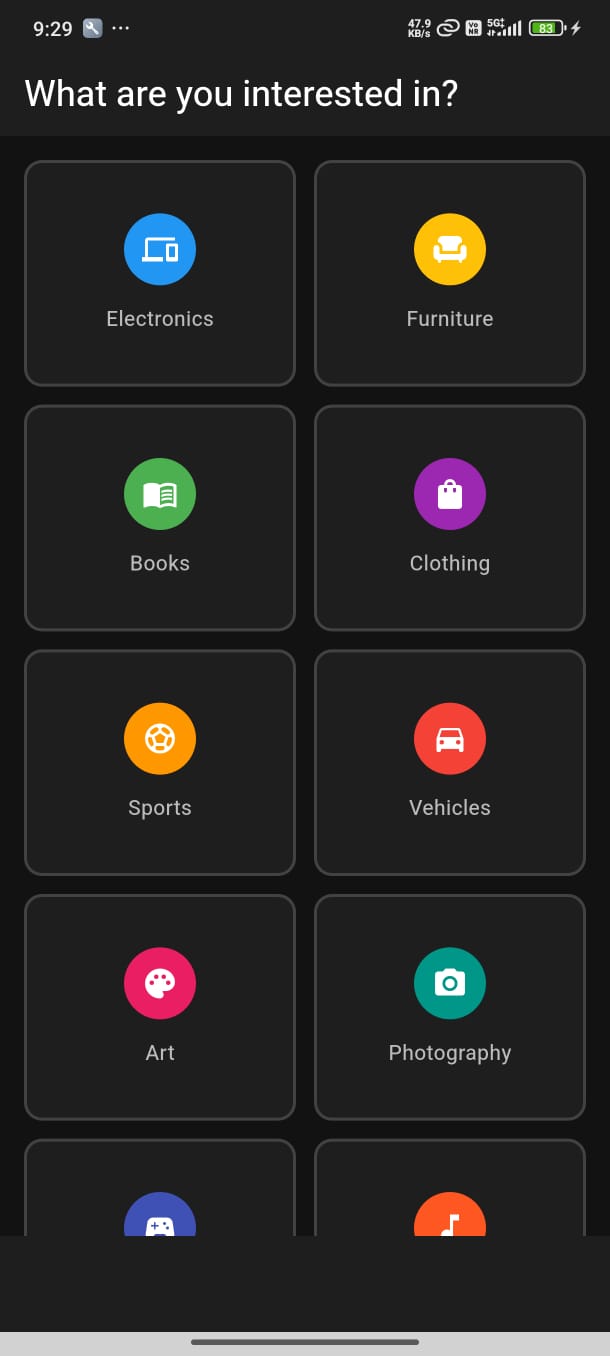 9:29 ... 47.9 KB/s Vo NR 5G 83
What are you interested in?
Electronics
Furniture
Books
Clothing
Sports
Vehicles
Art
Photography